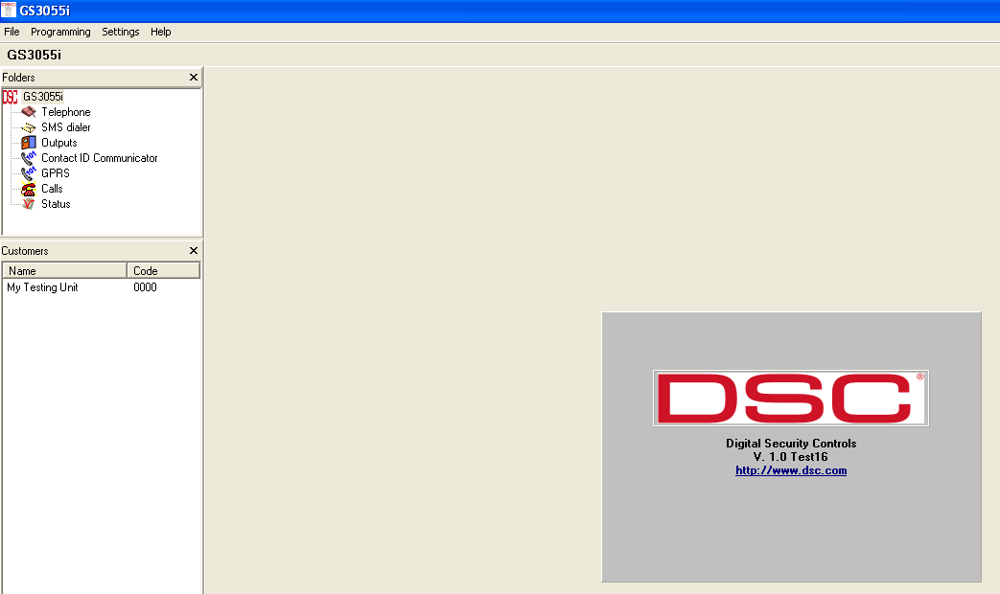 GS3055i
File Programming Settings Help
GS3055i
Folders
GS3055i
Telephone
SMS dialer
Outputs
Contact ID Communicator
GPRS
Calls
Status
Customers
Name Code
My Testing Unit 0000
DSC®
Digital Security Controls
V. 1.0 Test16
http://www.dsc.com